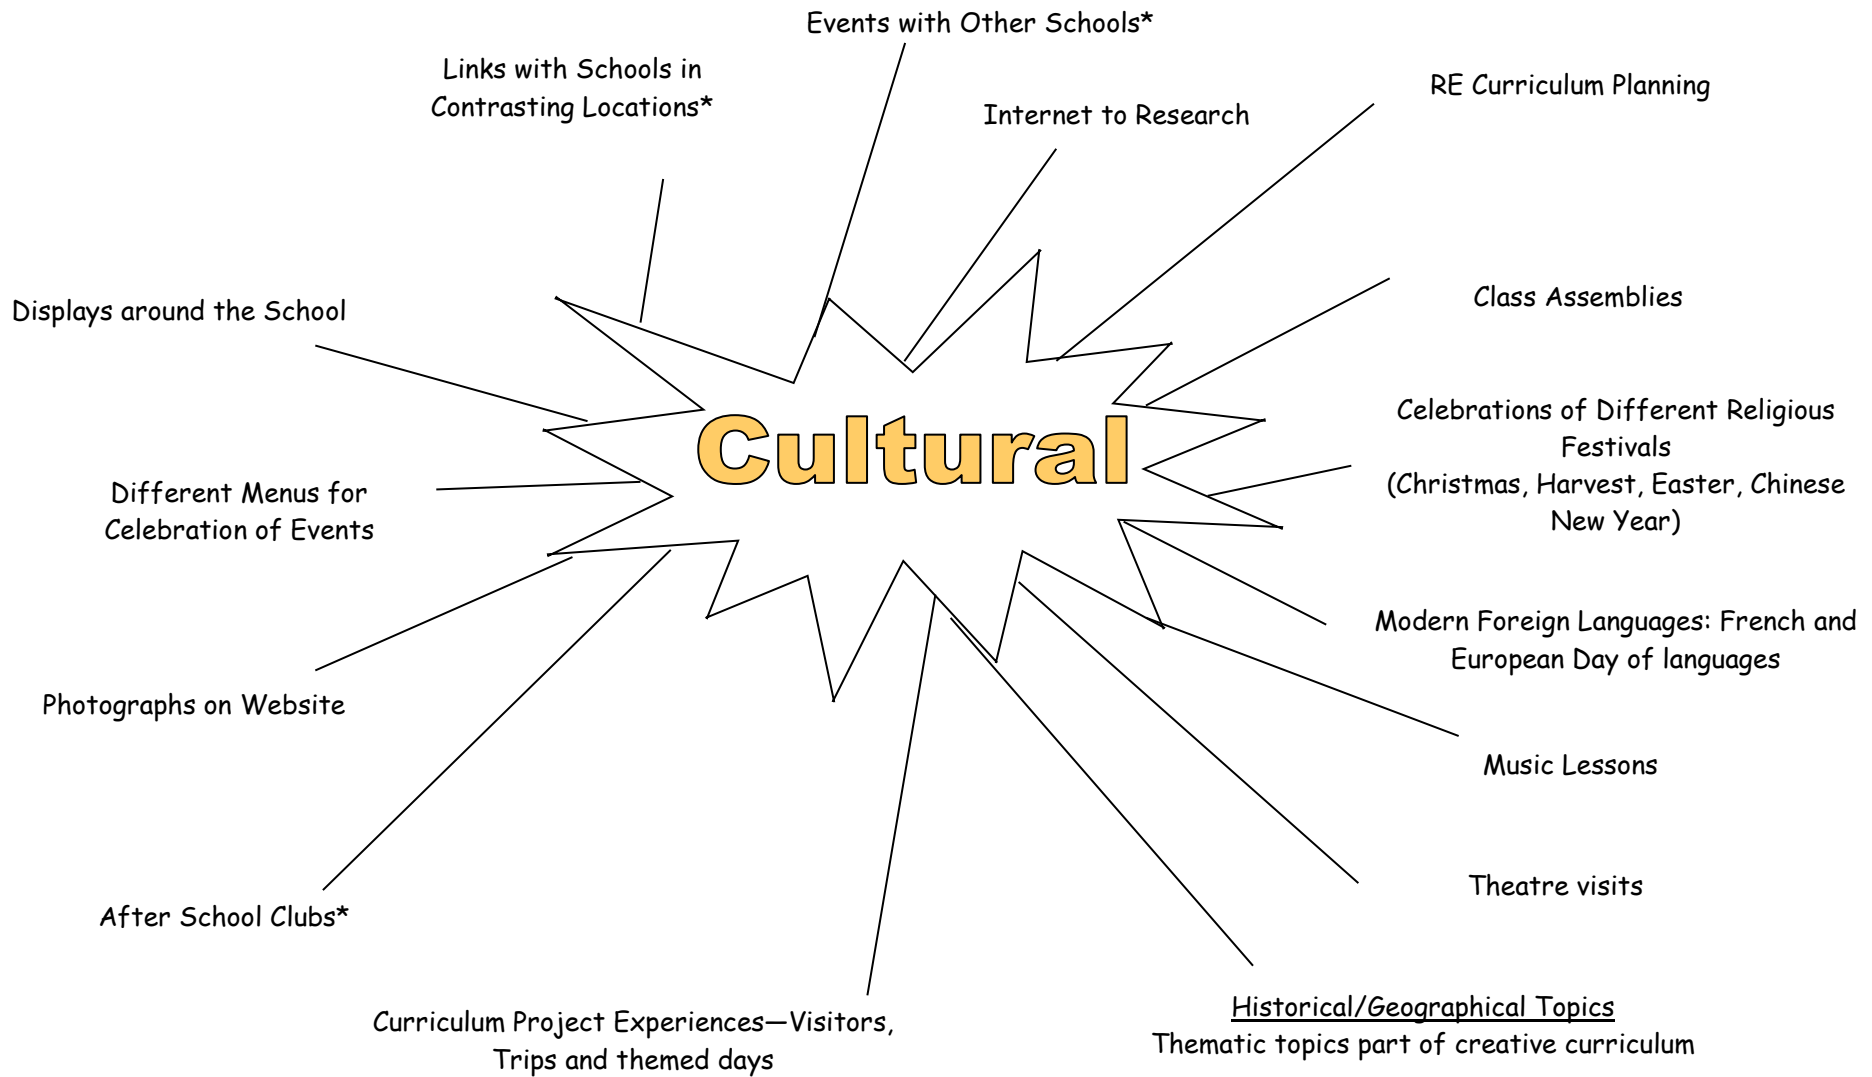 Events with Other Schools*
Links with Schools in
Contrasting Locations*
RE Curriculum Planning
Internet to Research
Class Assemblies
Displays around the School
Celebrations of Different Religious
Festivals
(Christmas, Harvest, Easter, Chinese
New Year)
Cultural
Different Menus for
Celebration of Events
Modern Foreign Languages: French and
European Day of languages
Photographs on Website
Music Lessons
Theatre visits
After School Clubs*
Curriculum Project Experiences—Visitors,
Trips and themed days
Historical/Geographical Topics
Thematic topics part of creative curriculum